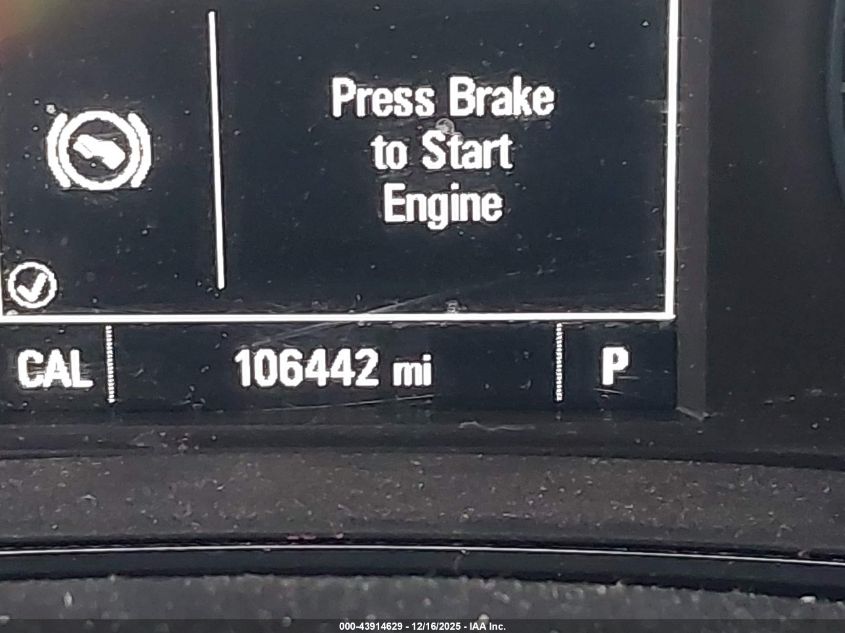 Press Brake
to Start
Engine
CAL 106442 mi P
000-43914629 - 12/16/2025 - IAA Inc.